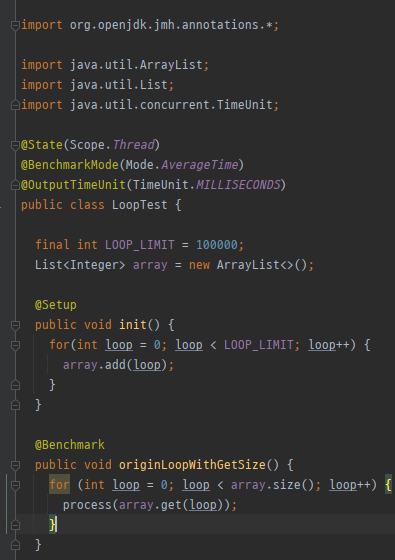 import org.openjdk.jmh.annotations.*;
import java.util.ArrayList;
import java.util.List;
import java.util.concurrent.TimeUnit;
@State(Scope.Thread)
@BenchmarkMode(Mode.AverageTime)
@OutputTimeUnit(TimeUnit.MILLISECONDS)
public class LoopTest {
final int LOOP_LIMIT = 100000;
List<Integer> array = new ArrayList<>();
@Setup
public void init() {
for(int loop = 0; loop < LOOP_LIMIT; loop++) {
array.add(loop);
}
}
@Benchmark
public void originLoopWithGetSize() {
for (int loop = 0; loop < array.size(); loop++) {
process(array.get(loop));
}
}